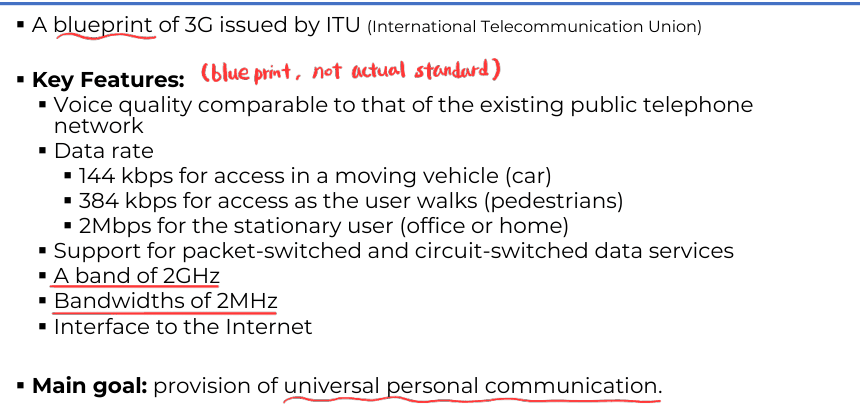 ▪ A blueprint of 3G issued by ITU (International Telecommunication Union)
▪ Key Features: (blue print, not actual standard)
▪ Voice quality comparable to that of the existing public telephone
network
▪ Data rate
▪ 144 kbps for access in a moving vehicle (car)
▪ 384 kbps for access as the user walks (pedestrians)
▪ 2Mbps for the stationary user (office or home)
▪ Support for packet-switched and circuit-switched data services
▪ A band of 2GHz
▪ Bandwidths of 2MHz
▪ Interface to the Internet
▪ Main goal: provision of universal personal communication.